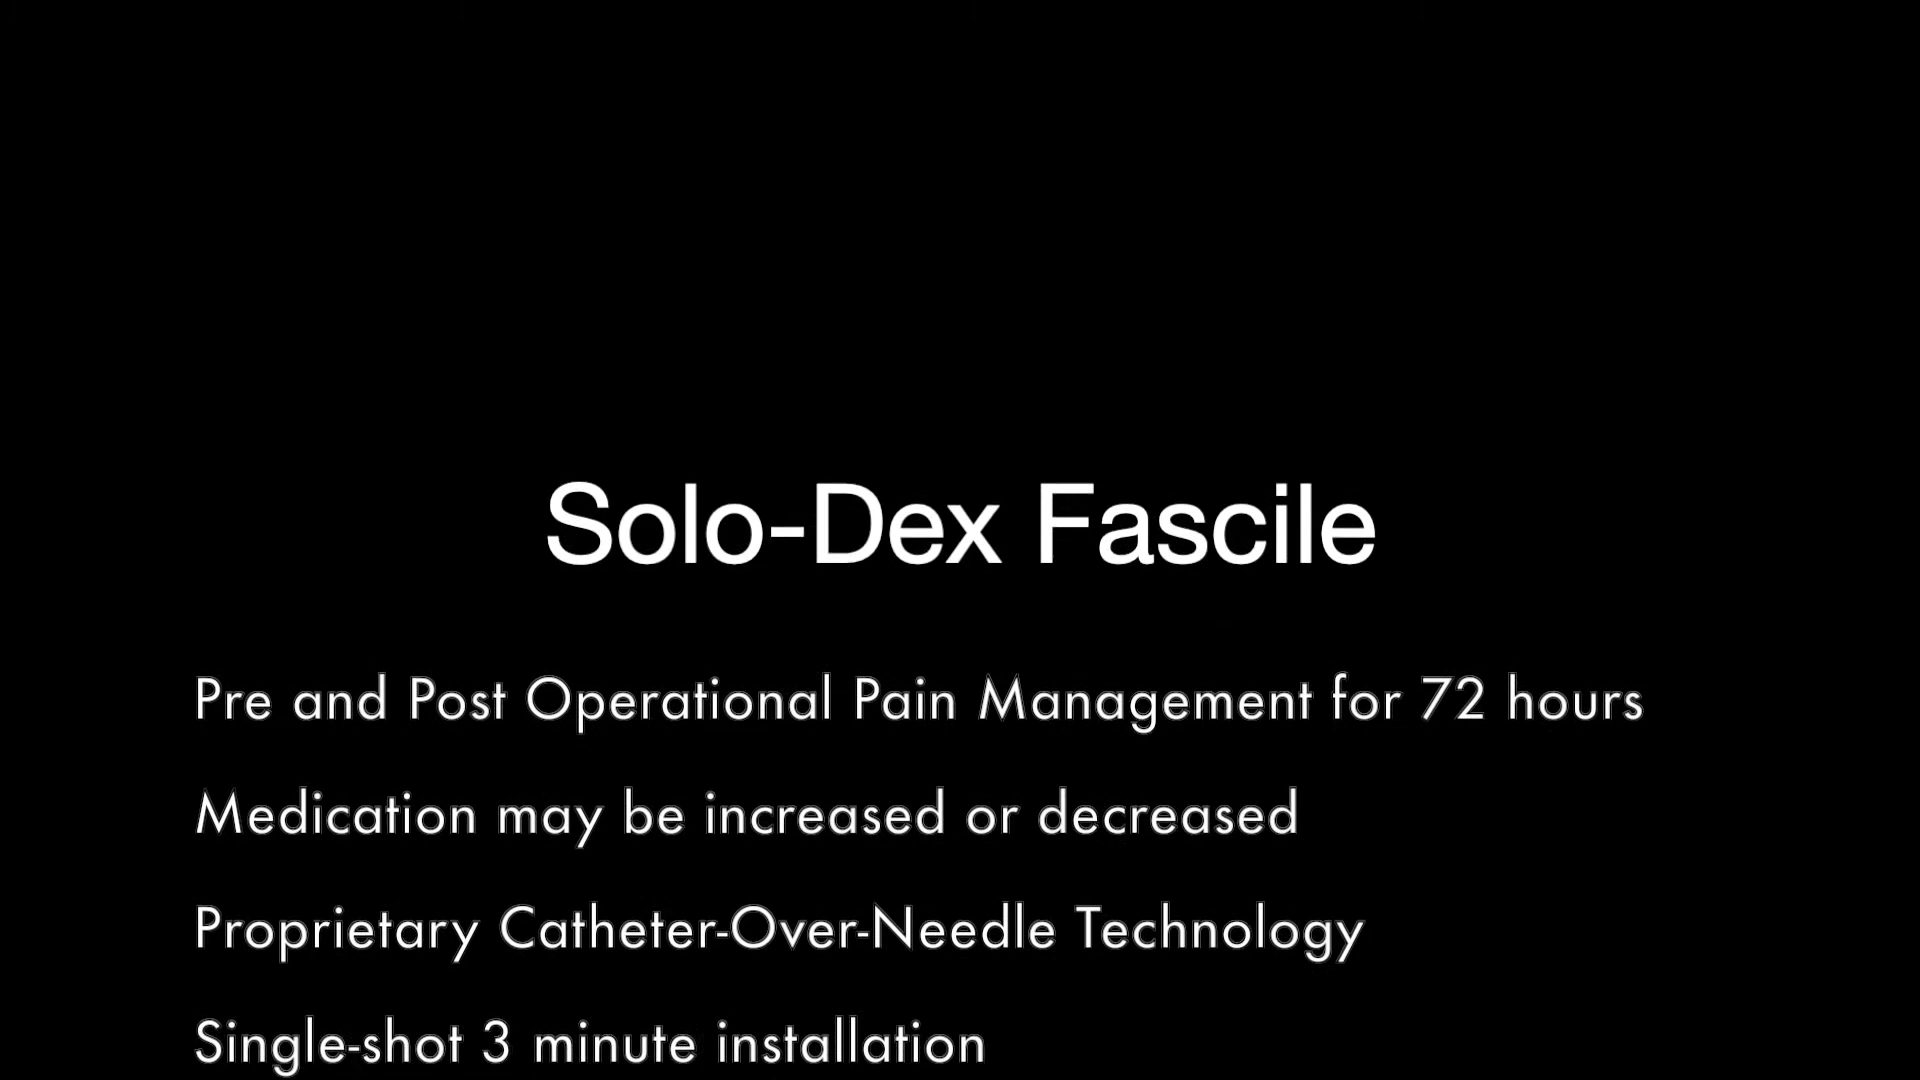 Solo-Dex Fascile
Pre and Post Operational Pain Management for 72 hours
Medication may be increased or decreased
Proprietary Catheter-Over-Needle Technology
Single-shot 3 minute installation